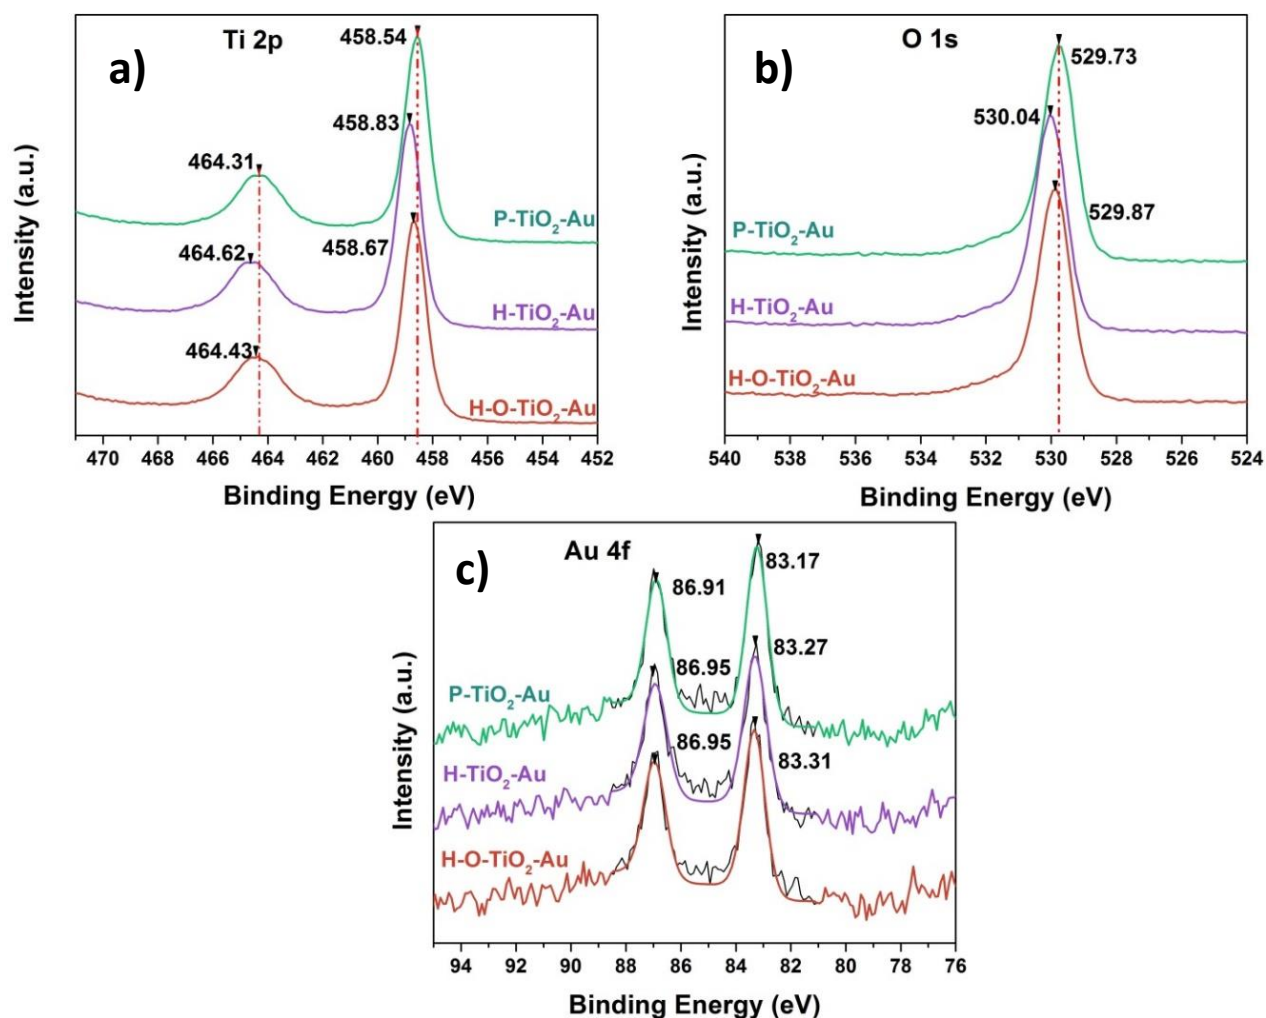 a)
Ti 2p
458.54
458.83
464.31
P-TiO₂-Au
464.62
458.67
H-TiO₂-Au
464.43
H-O-TiO₂-Au
Intensity (a.u.)
470 468 466 464 462 460 458 456 454 452
Binding Energy (eV)
b)
O 1s
529.73
530.04
529.87
P-TiO₂-Au
H-TiO₂-Au
H-O-TiO₂-Au
Intensity (a.u.)
540 538 536 534 532 530 528 526 524
Binding Energy (eV)
c)
Au 4f
83.17
86.91
83.27
86.95
P-TiO₂-Au
86.95
83.31
H-TiO₂-Au
H-O-TiO₂-Au
Intensity (a.u.)
94 92 90 88 86 84 82 80 78 76
Binding Energy (eV)